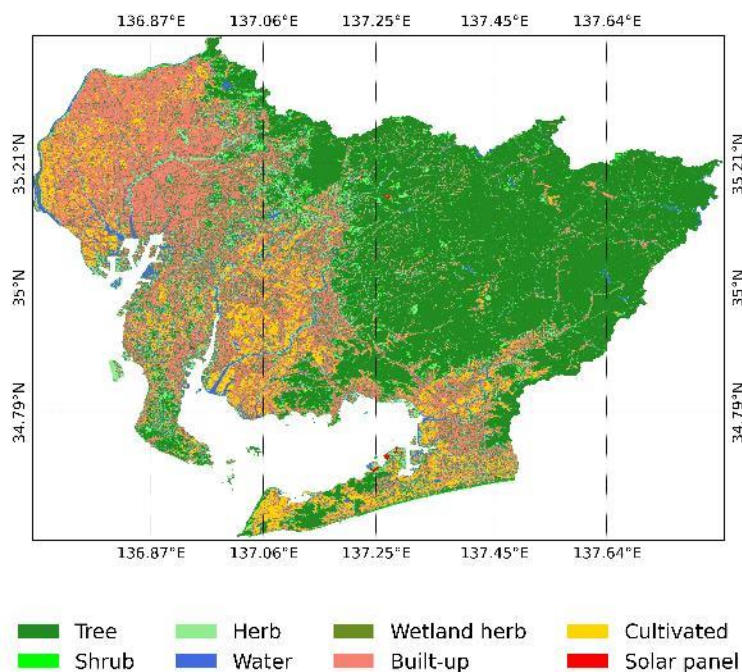 136.87°E 137.06°E 137.25°E 137.45°E 137.64°E
35.21°N 35.21°N
35°N 35°N
34.79°N 34.79°N
136.87°E 137.06°E 137.25°E 137.45°E 137.64°E
Tree Herb Wetland herb Cultivated
Shrub Water Built-up Solar panel